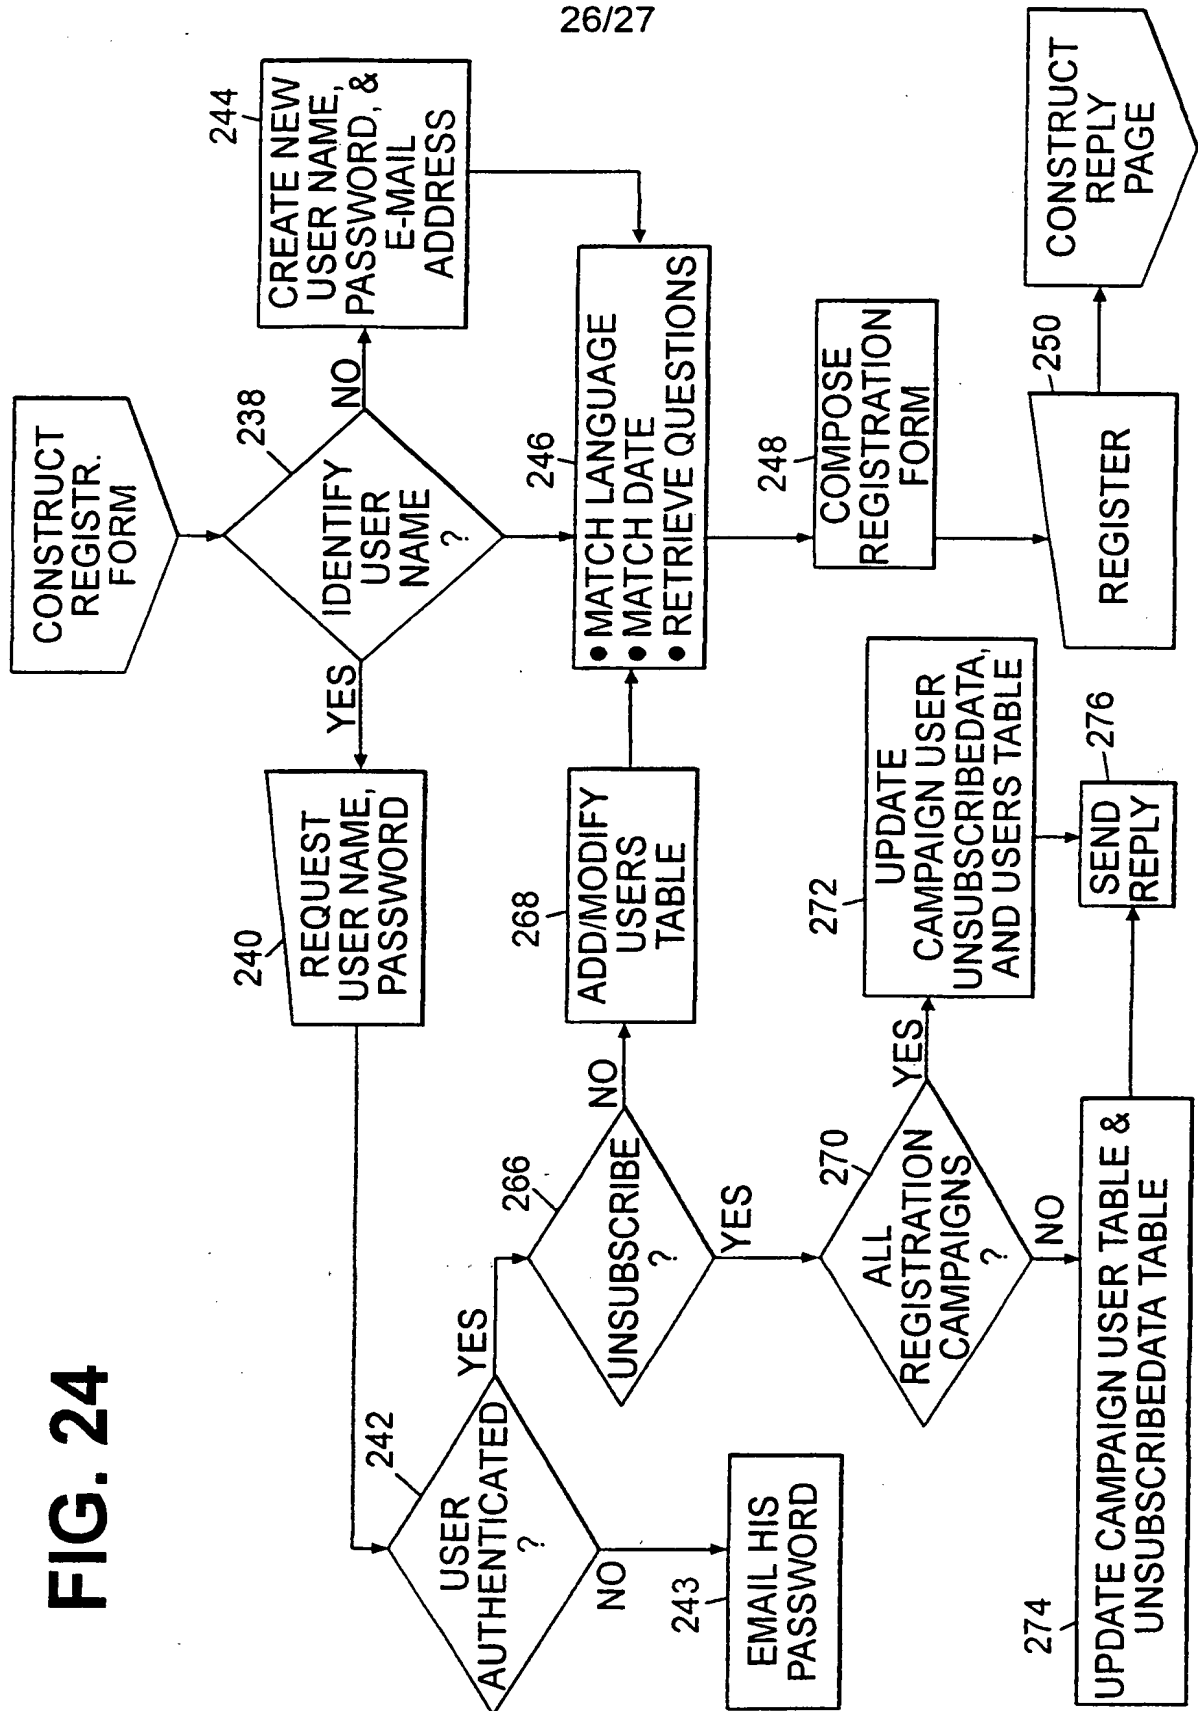 26/27
FIG. 24
CONSTRUCT
REGISTR.
FORM
238
IDENTIFY
USER
NAME
?
YES
NO
244
CREATE NEW
USER NAME,
PASSWORD, &
E-MAIL
ADDRESS
240
REQUEST
USER NAME,
PASSWORD
242
USER
AUTHENTICATED
?
YES
NO
243
EMAIL HIS
PASSWORD
266
UNSUBSCRIBE
?
NO
YES
268
ADD/MODIFY
USERS
TABLE
246
● MATCH LANGUAGE
● MATCH DATE
● RETRIEVE QUESTIONS
248
COMPOSE
REGISTRATION
FORM
250
REGISTER
CONSTRUCT
REPLY
PAGE
270
ALL
REGISTRATION
CAMPAIGNS
?
YES
NO
272
UPDATE
CAMPAIGN USER
UNSUBSCRIBEDATA,
AND USERS TABLE
274
UPDATE CAMPAIGN USER TABLE &
UNSUBSCRIBEDATA TABLE
276
SEND
REPLY